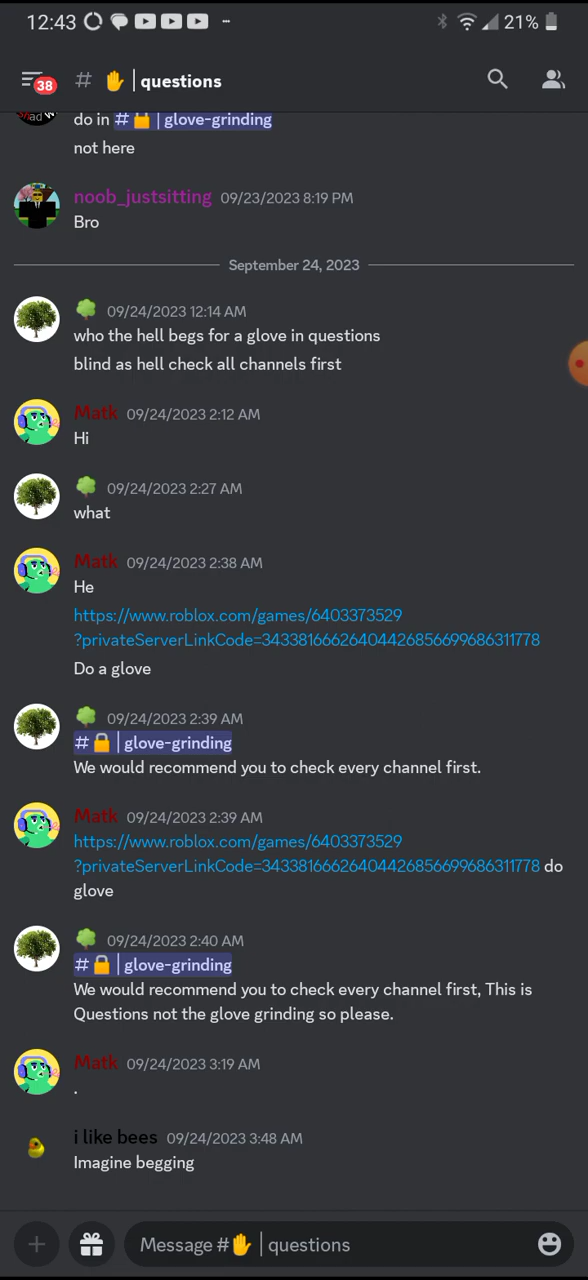 12:43 21%
38 # ✋ | questions
do in # 🔒 | glove-grinding
not here
noob_justsitting 09/23/2023 8:19 PM
Bro
September 24, 2023
🌳 09/24/2023 12:14 AM
who the hell begs for a glove in questions
blind as hell check all channels first
Matk 09/24/2023 2:12 AM
Hi
🌳 09/24/2023 2:27 AM
what
Matk 09/24/2023 2:38 AM
He
https://www.roblox.com/games/6403373529
?privateServerLinkCode=34338166626404426856699686311778
Do a glove
🌳 09/24/2023 2:39 AM
# 🔒 | glove-grinding
We would recommend you to check every channel first.
Matk 09/24/2023 2:39 AM
https://www.roblox.com/games/6403373529
?privateServerLinkCode=34338166626404426856699686311778 do
glove
🌳 09/24/2023 2:40 AM
# 🔒 | glove-grinding
We would recommend you to check every channel first, This is
Questions not the glove grinding so please.
Matk 09/24/2023 3:19 AM
.
i like bees 09/24/2023 3:48 AM
Imagine begging
Message #✋ | questions